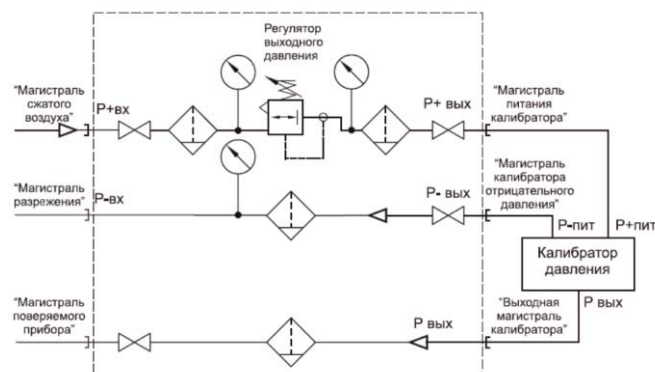 Регулятор
выходного
давления
"Магистраль
сжатого
воздуха"
Р+вх
Р+ вых
"Магистраль
питания
калибратора"
"Магистраль
разрежения"
Р-вх
Р- вых
"Магистраль
калибратора
отрицательного
давления"
Р-пит
Р+пит
Калибратор
давления
"Магистраль
поверяемого
прибора"
Р вых
"Выходная
магистраль
калибратора"
Р вых